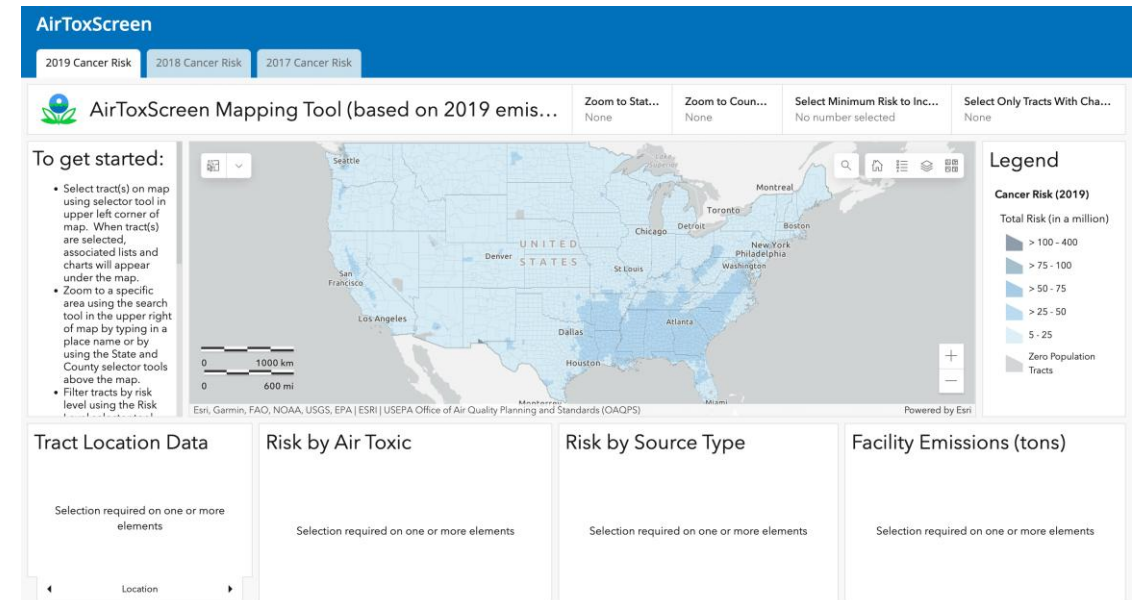 AirToxScreen
2019 Cancer Risk
2018 Cancer Risk
2017 Cancer Risk
AirToxScreen Mapping Tool (based on 2019 emis...
Zoom to Stat...
None
Zoom to Coun...
None
Select Minimum Risk to Inc...
No number selected
Select Only Tracts With Cha...
None
To get started:
• Select tract(s) on map
using selector tool in
upper left corner of
map. When tract(s)
are selected,
associated lists and
charts will appear
under the map.
• Zoom to a specific
area using the search
tool in the upper right
of map by typing in a
place name or by
using the State and
County selector tools
above the map.
• Filter tracts by risk
level using the Risk
Seattle
Montreal
Toronto
Chicago
Detroit
Boston
UNITED
STATES
New York
Philadelphia
Denver
St Louis
Washington
San
Francisco
Los Angeles
Atlanta
Dallas
Houston
Monterrey
Miami
0 1000 km
0 600 mi
+
−
Esri, Garmin, FAO, NOAA, USGS, EPA | ESRI | USEPA Office of Air Quality Planning and Standards (OAQPS)
Powered by Esri
Legend
Cancer Risk (2019)
Total Risk (in a million)
> 100 - 400
> 75 - 100
> 50 - 75
> 25 - 50
5 - 25
Zero Population
Tracts
Tract Location Data
Selection required on one or more
elements
Location
Risk by Air Toxic
Selection required on one or more elements
Risk by Source Type
Selection required on one or more elements
Facility Emissions (tons)
Selection required on one or more elements